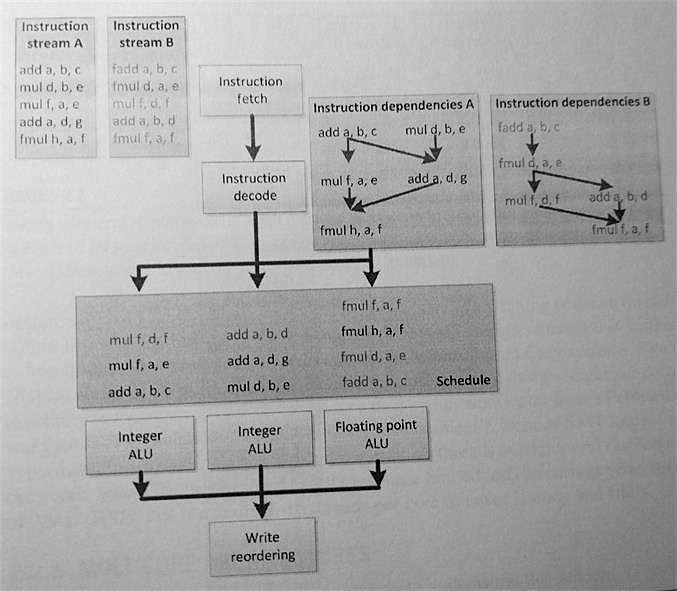 Instruction
stream A
add a, b, c
mul d, b, e
mul f, a, e
add a, d, g
fmul h, a, f
Instruction
stream B
fadd a, b, c
fmul d, a, e
mul f, d, f
add a, b, d
fmul f, a, f
Instruction
fetch
Instruction
decode
Instruction dependencies A
add a, b, c mul d, b, e
mul f, a, e add a, d, g
fmul h, a, f
Instruction dependencies B
fadd a, b, c
fmul d, a, e
mul f, d, f add a, b, d
fmul f, a, f
fmul f, a, f
mul f, d, f add a, b, d fmul h, a, f
mul f, a, e add a, d, g fmul d, a, e
add a, b, c mul d, b, e fadd a, b, c Schedule
Integer
ALU
Integer
ALU
Floating point
ALU
Write
reordering